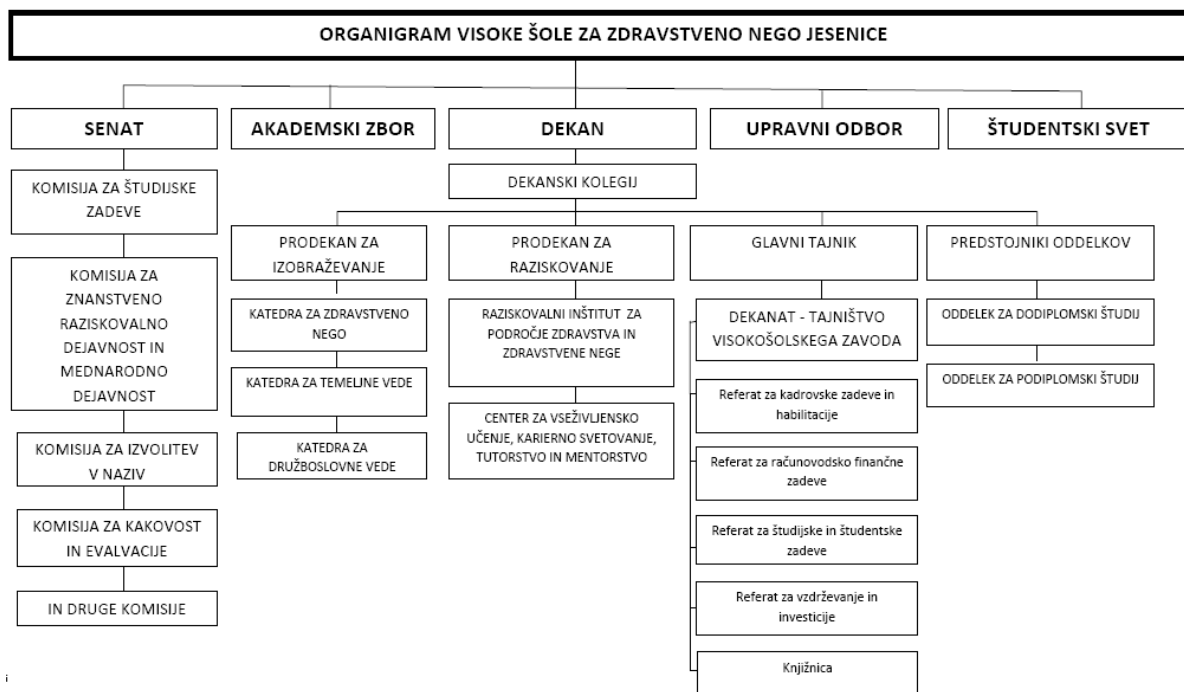 ORGANIGRAM VISOKE ŠOLE ZA ZDRAVSTVENO NEGO JESENICE
SENAT
AKADEMSKI ZBOR
DEKAN
UPRAVNI ODBOR
ŠTUDENTSKI SVET
KOMISIJA ZA ŠTUDIJSKE
ZADEVE
KOMISIJA ZA
ZNANSTVENO
RAZISKOVALNO
DEJAVNOST IN
MEDNARODNO
DEJAVNOST
KOMISIJA ZA IZVOLITEV
V NAZIV
KOMISIJA ZA KAKOVOST
IN EVALVACIJE
IN DRUGE KOMISIJE
DEKANSKI KOLEGIJ
PRODEKAN ZA
IZOBRAŽEVANJE
KATEDRA ZA ZDRAVSTVENO
NEGO
KATEDRA ZA TEMELJNE VEDE
KATEDRA ZA
DRUŽBOSLOVNE VEDE
PRODEKAN ZA
RAZISKOVANJE
RAZISKOVALNI INŠTITUT ZA
PODROČJE ZDRAVSTVA IN
ZDRAVSTVENE NEGE
CENTER ZA VSEŽIVLJENSKO
UČENJE, KARIERNO SVETOVANJE,
TUTORSTVO IN MENTORSTVO
GLAVNI TAJNIK
DEKANAT - TAJNIŠTVO
VISOKOŠOLSKEGA ZAVODA
Referat za kadrovske zadeve in
habilitacije
Referat za računovodsko finančne
zadeve
Referat za študijske in študentske
zadeve
Referat za vzdrževanje in
investicije
Knjižnica
PREDSTOJNIKI ODDELKOV
ODDELEK ZA DODIPLOMSKI ŠTUDIJ
ODDELEK ZA PODIPLOMSKI ŠTUDIJ
i